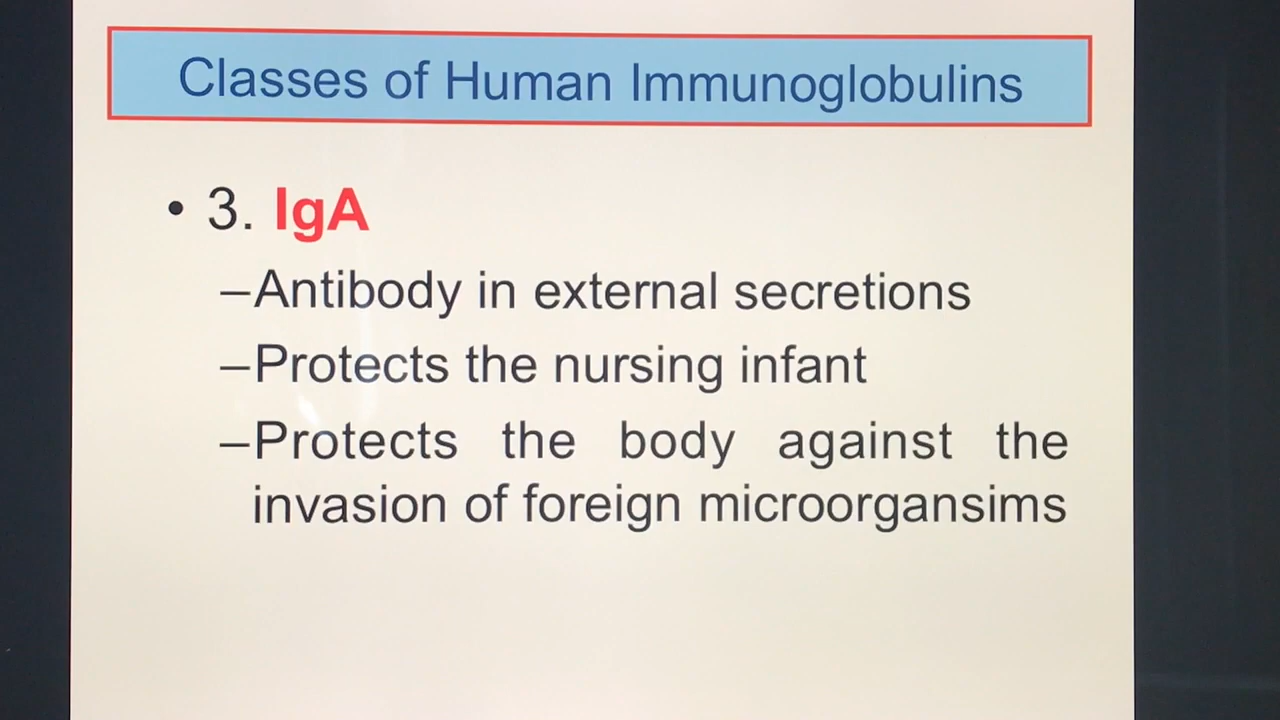 Classes of Human Immunoglobulins
• 3. IgA
–Antibody in external secretions
–Protects the nursing infant
–Protects the body against the
invasion of foreign microorgansims